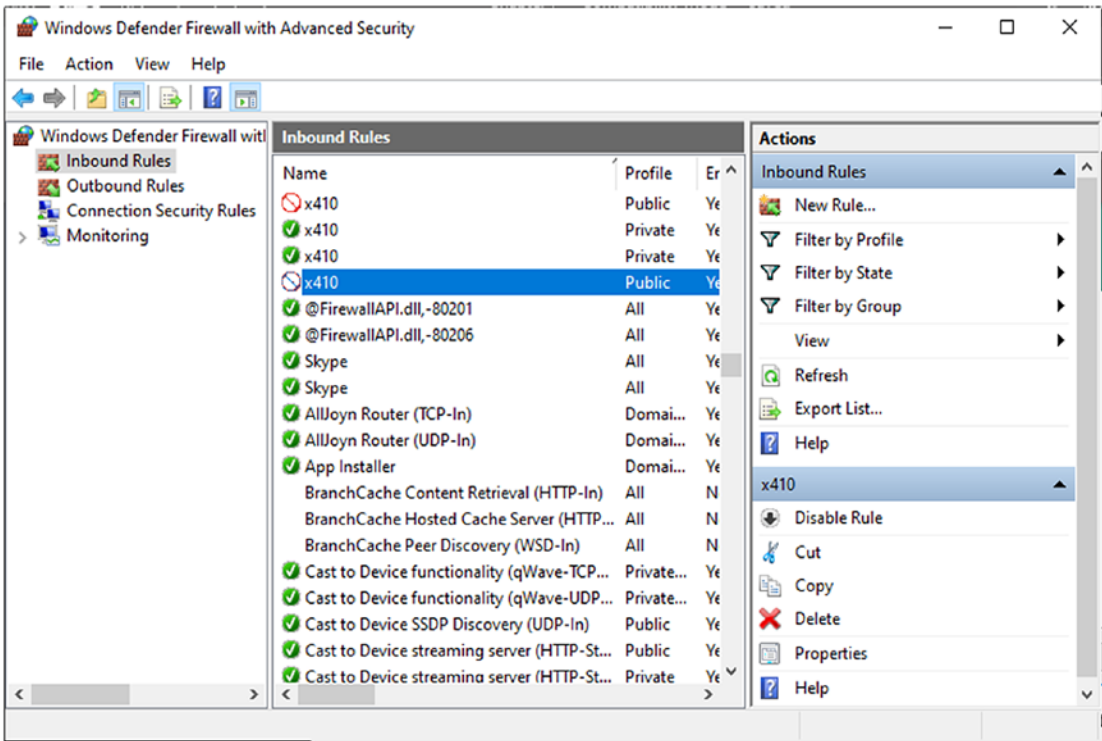 Windows Defender Firewall with Advanced Security
File Action View Help
Windows Defender Firewall witl
Inbound Rules
Outbound Rules
Connection Security Rules
Monitoring
Inbound Rules
Name Profile Er
x410 Public Ye
x410 Private Ye
x410 Private Ye
x410 Public Ye
@FirewallAPI.dll,-80201 All Ye
@FirewallAPI.dll,-80206 All Ye
Skype All Ye
Skype All Ye
AllJoyn Router (TCP-In) Domai... Ye
AllJoyn Router (UDP-In) Domai... Ye
App Installer Domai... Ye
BranchCache Content Retrieval (HTTP-In) All N
BranchCache Hosted Cache Server (HTTP... All N
BranchCache Peer Discovery (WSD-In) All N
Cast to Device functionality (qWave-TCP... Private... Ye
Cast to Device functionality (qWave-UDP... Private... Ye
Cast to Device SSDP Discovery (UDP-In) Public Ye
Cast to Device streaming server (HTTP-St... Public Ye
Cast to Device streaming server (HTTP-St... Private Ye
Actions
Inbound Rules
New Rule...
Filter by Profile
Filter by State
Filter by Group
View
Refresh
Export List...
Help
x410
Disable Rule
Cut
Copy
Delete
Properties
Help